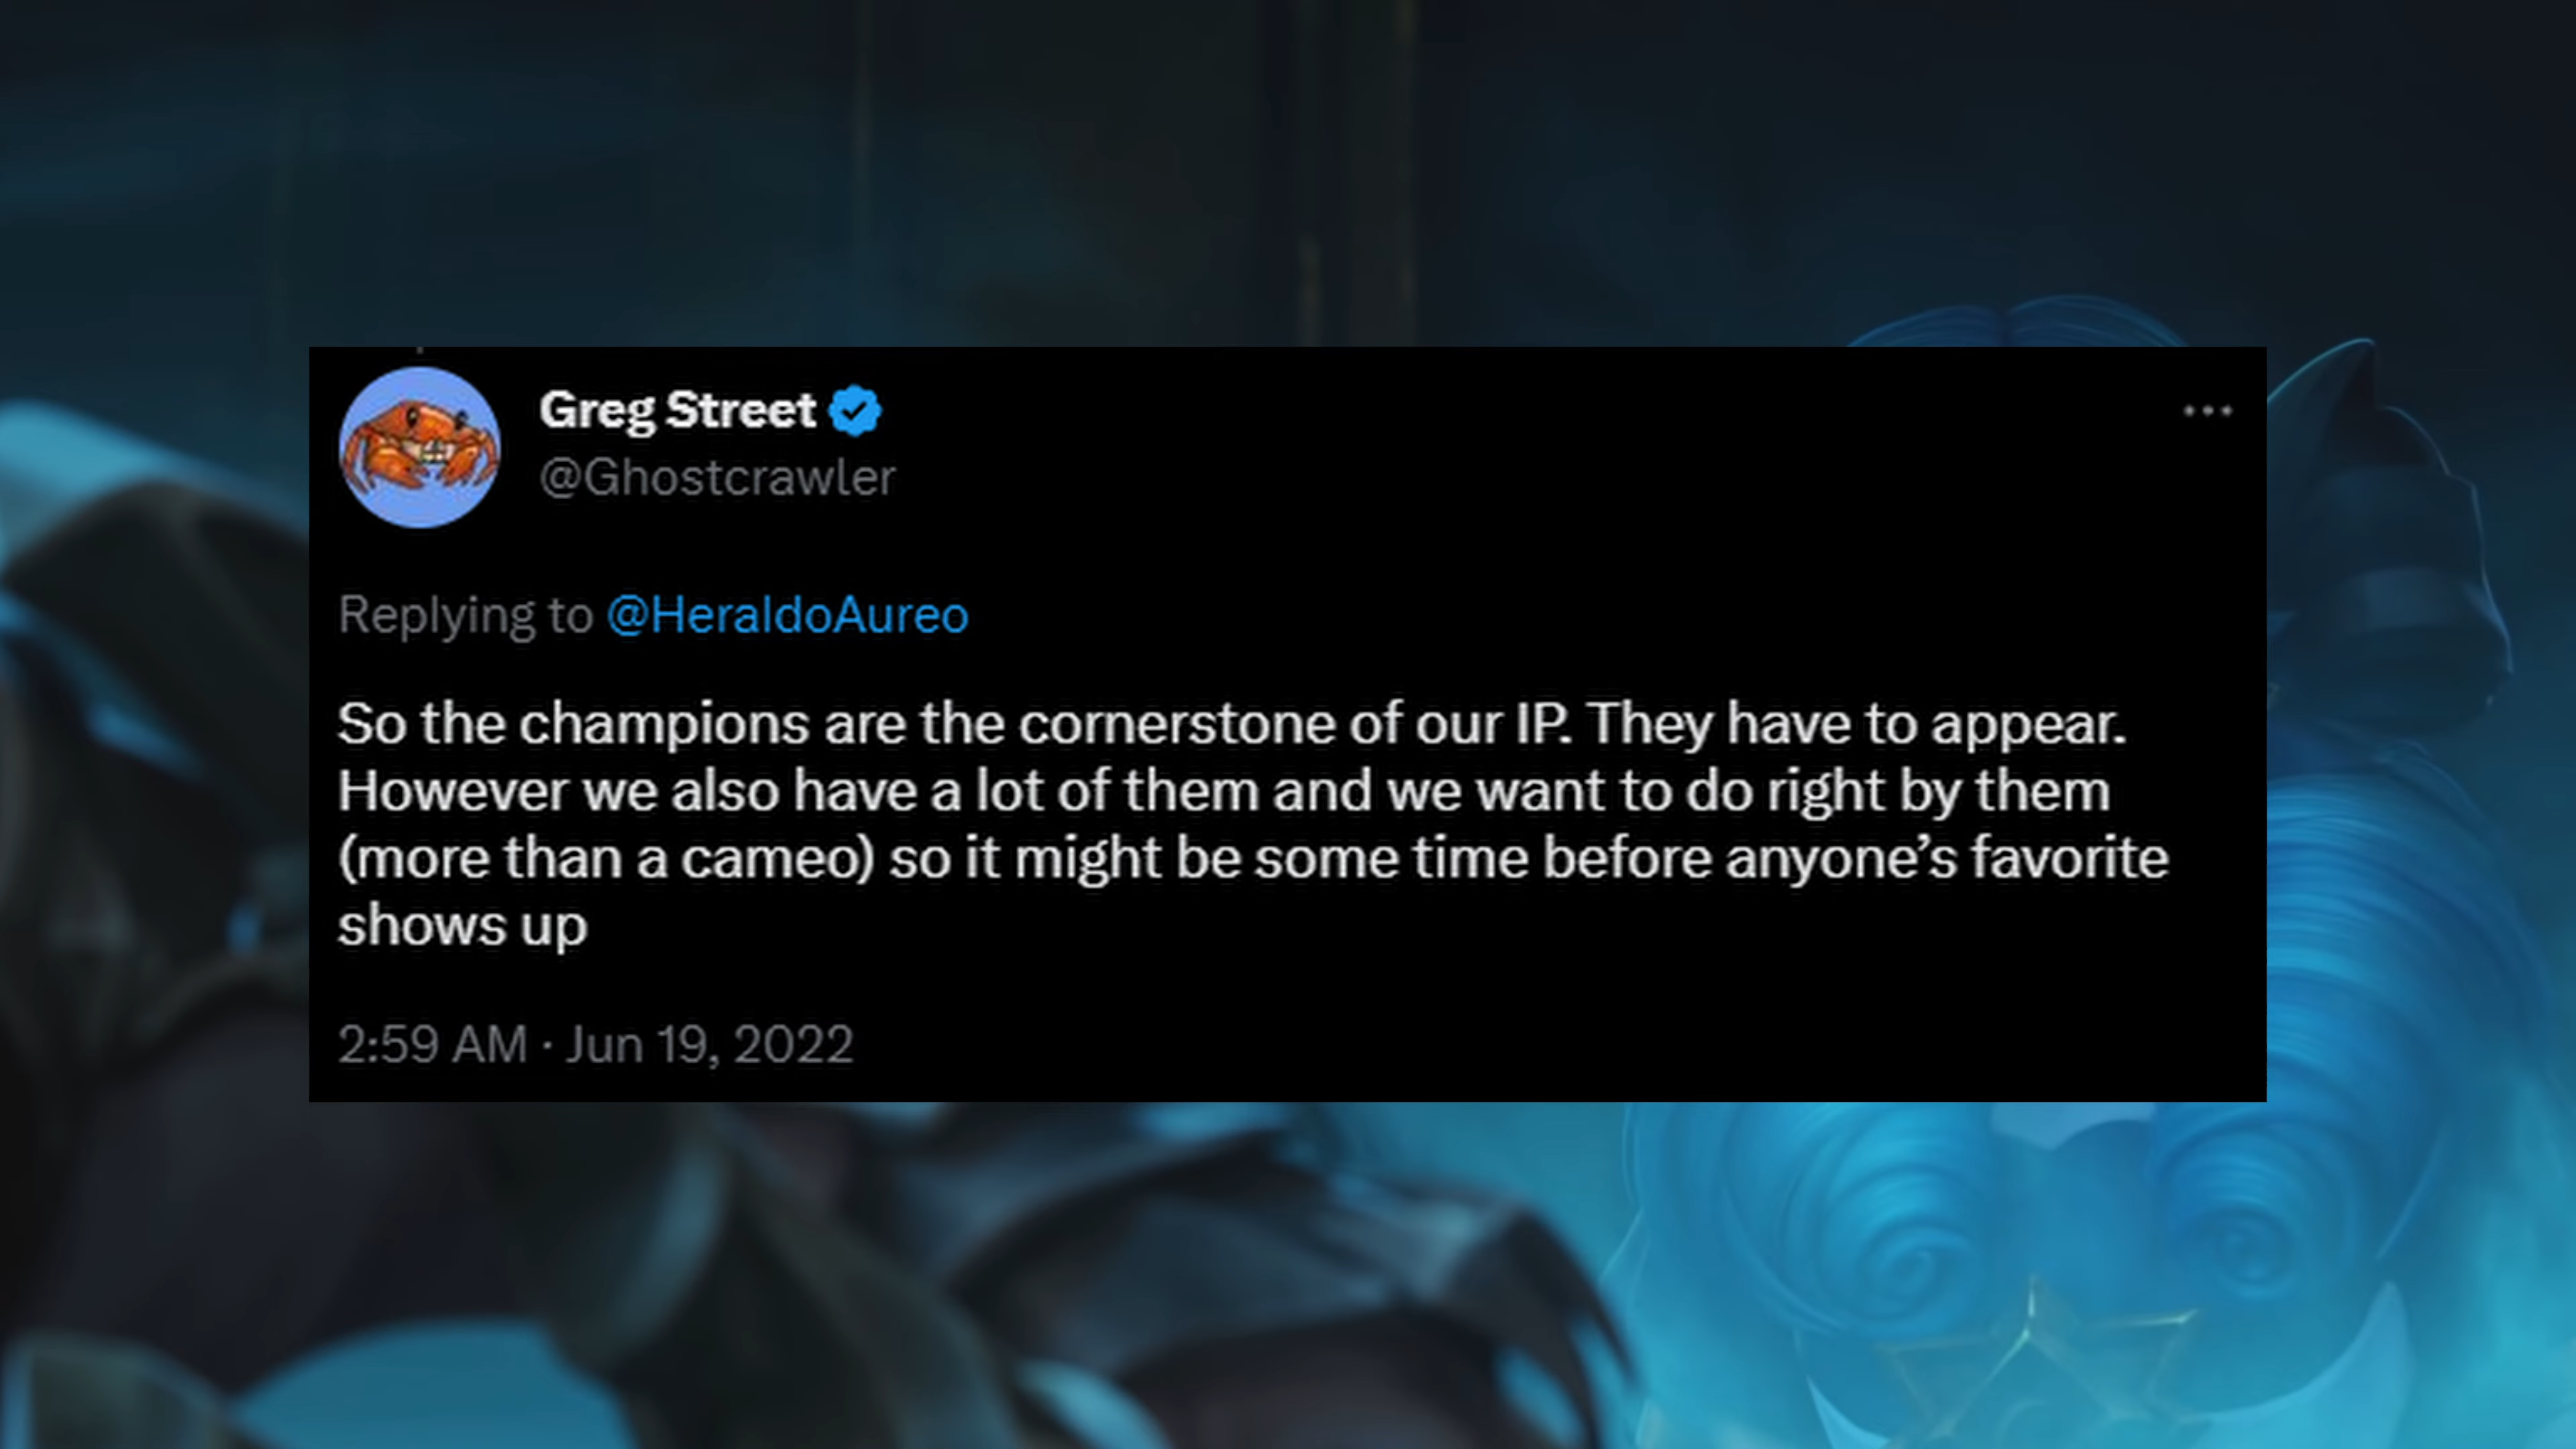 Greg Street
@Ghostcrawler
Replying to @HeraldoAureo
So the champions are the cornerstone of our IP. They have to appear.
However we also have a lot of them and we want to do right by them
(more than a cameo) so it might be some time before anyone’s favorite
shows up
2:59 AM · Jun 19, 2022